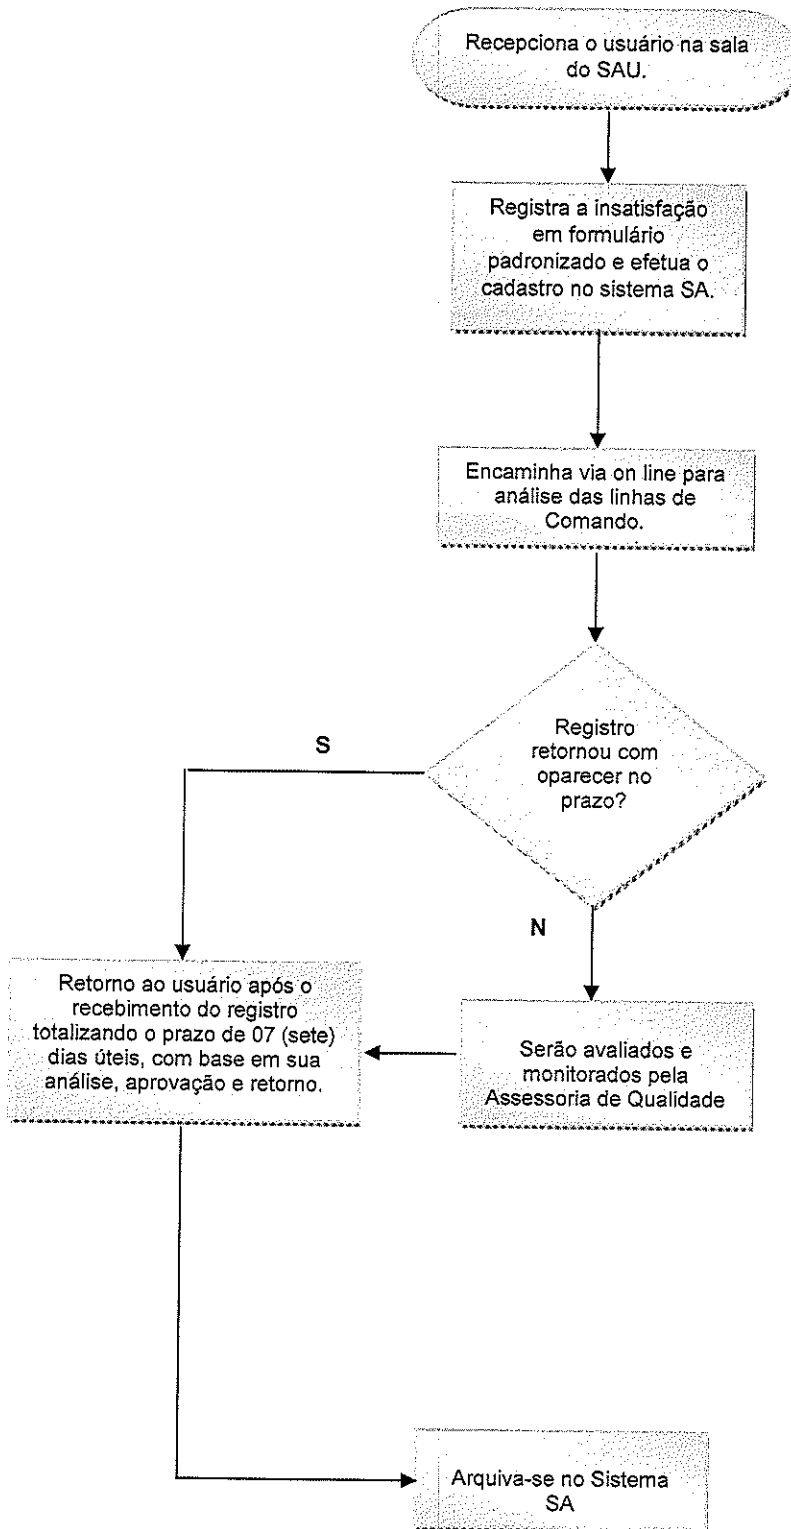 Recepciona o usuário na sala
do SAU.
Registra a insatisfação
em formulário
padronizado e efetua o
cadastro no sistema SA.
Encaminha via on line para
análise das linhas de
Comando.
Registro
retornou com
oparecer no
prazo?
S
N
Retorno ao usuário após o
recebimento do registro
totalizando o prazo de 07 (sete)
dias úteis, com base em sua
análise, aprovação e retorno.
Serão avaliados e
monitorados pela
Assessoria de Qualidade
Arquiva-se no Sistema
SA